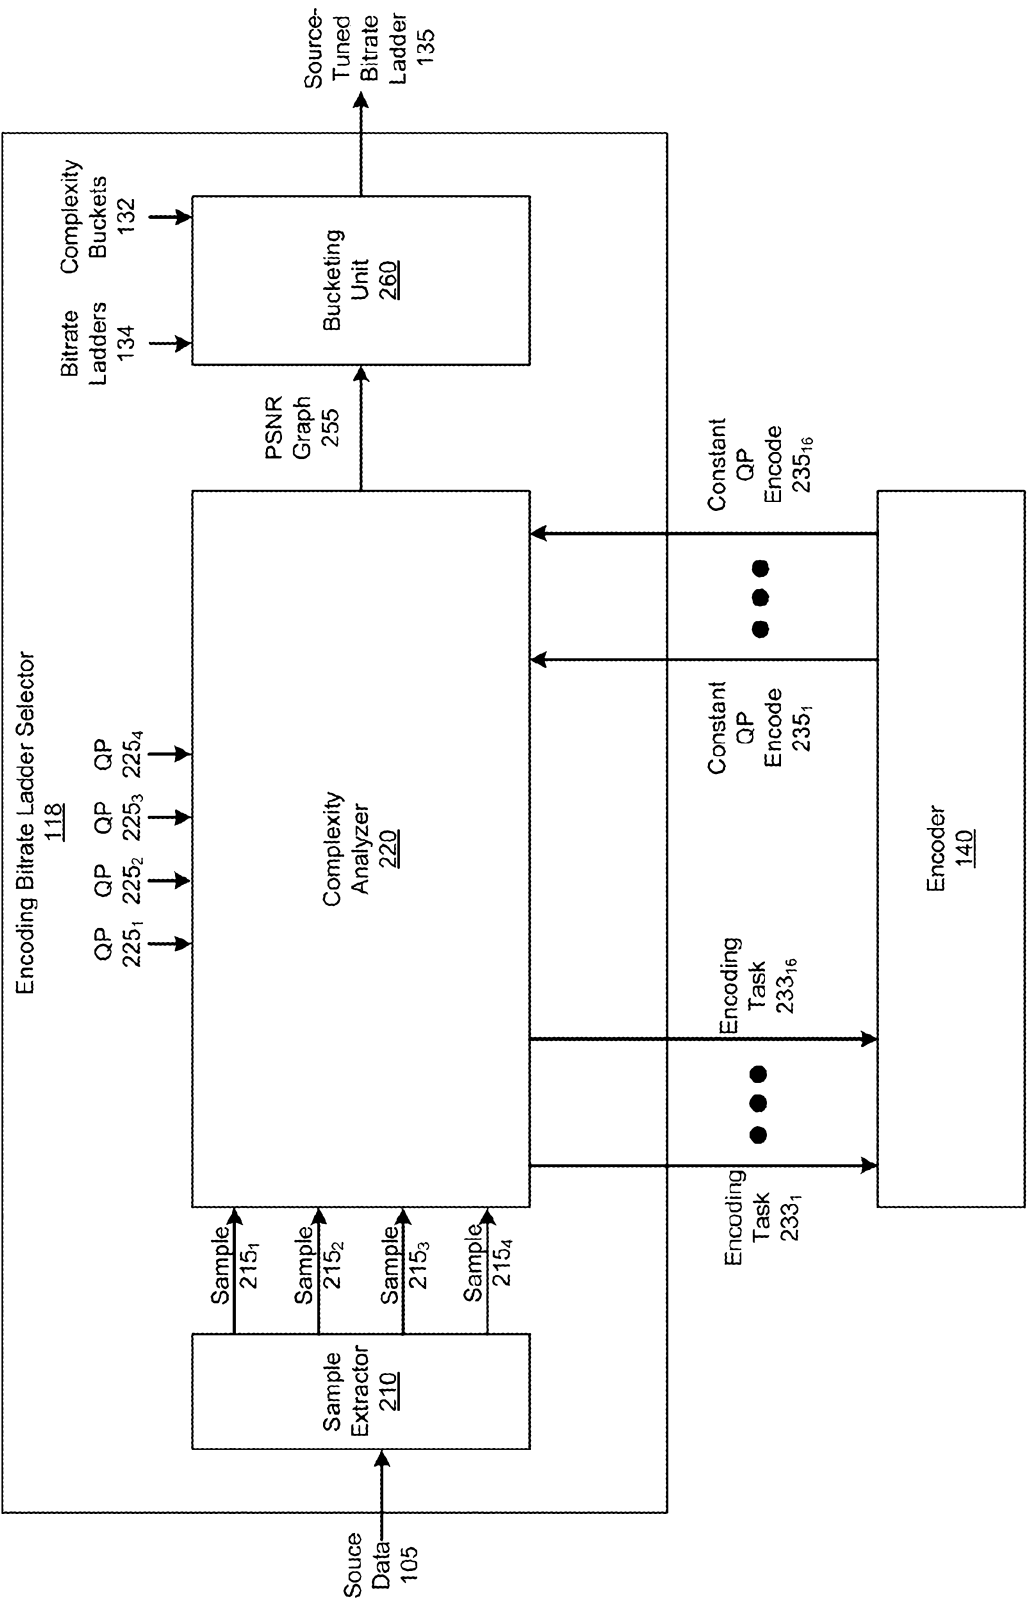 Encoding Bitrate Ladder Selector
118
Souce
Data
105
Sample
Extractor
210
Sample
215₁
Sample
215₂
Sample
215₃
Sample
215₄
QP
225₁
QP
225₂
QP
225₃
QP
225₄
Complexity
Analyzer
220
PSNR
Graph
255
Bitrate
Ladders
134
Complexity
Buckets
132
Bucketing
Unit
260
Source-
Tuned
Bitrate
Ladder
135
Encoding
Task
233₁
Encoding
Task
233₁₆
Constant
QP
Encode
235₁
Constant
QP
Encode
235₁₆
Encoder
140